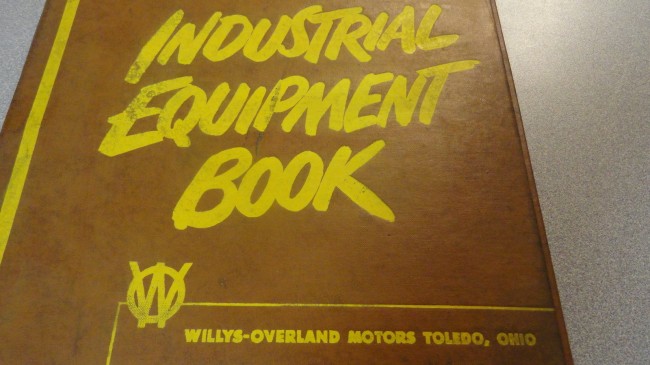 INDUSTRIAL
EQUIPMENT
BOOK
WO
WILLYS-OVERLAND MOTORS TOLEDO, OHIO